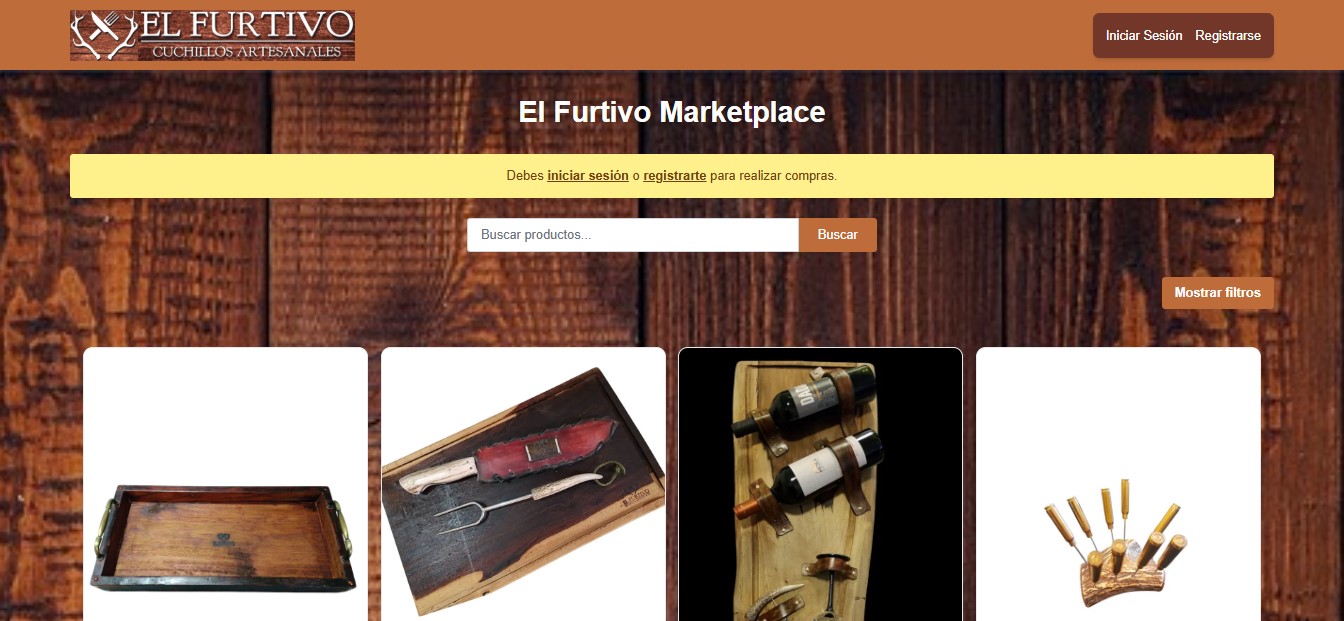 EL FURTIVO
CUCHILLOS ARTESANALES
Iniciar Sesión Registrarse
El Furtivo Marketplace
Debes iniciar sesión o registrarte para realizar compras.
Buscar productos... Buscar
Mostrar filtros